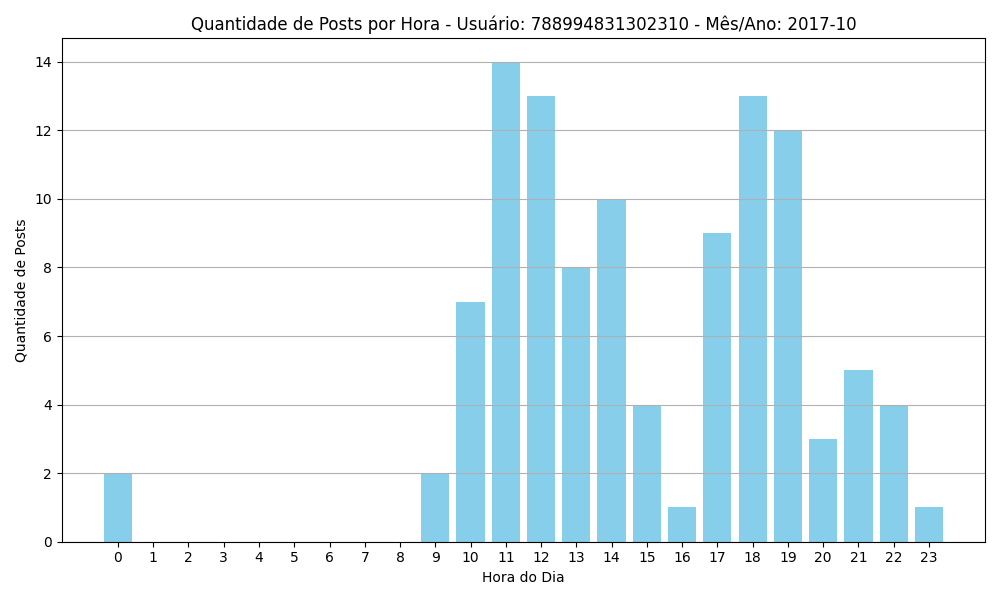 Quantidade de Posts por Hora - Usuário: 788994831302310 - Mês/Ano: 2017-10
Quantidade de Posts
14
12
10
8
6
4
2
0
0 1 2 3 4 5 6 7 8 9 10 11 12 13 14 15 16 17 18 19 20 21 22 23
Hora do Dia